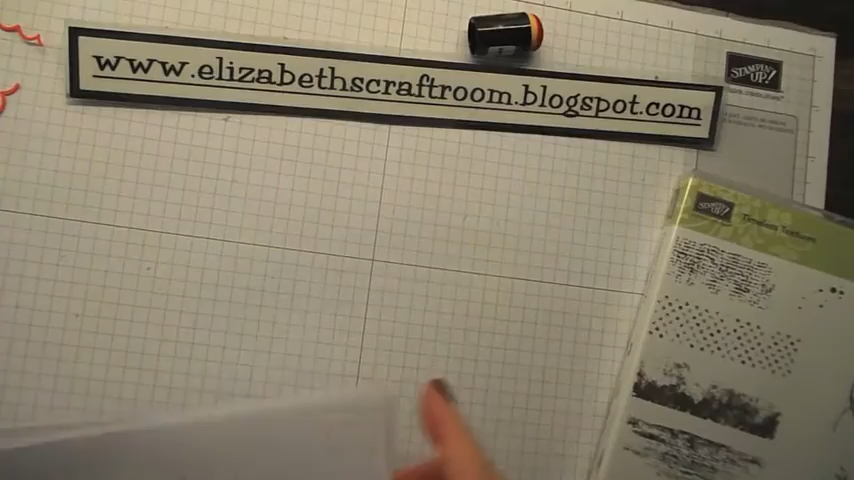 www.elizabethscraftroom.blogspot.com
STAMPIN' UP!
STAMPIN' UP!
Timeless Textures